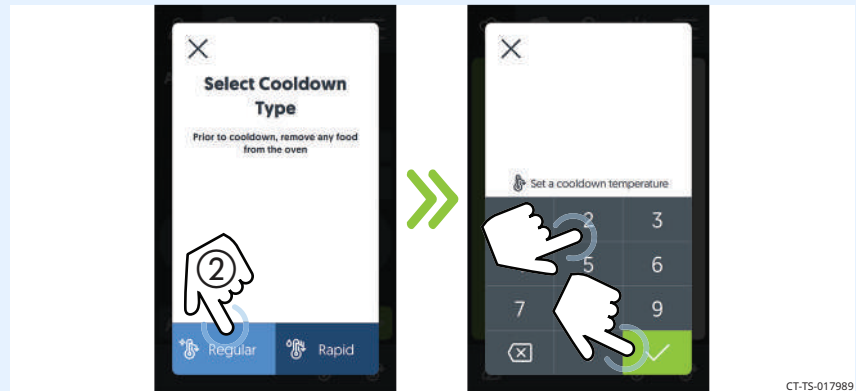 Select Cooldown
Type
Prior to cooldown, remove any food
from the oven
2
Regular
Rapid
Set a cooldown temperature
2
3
5
6
7
9
CT-TS-017989